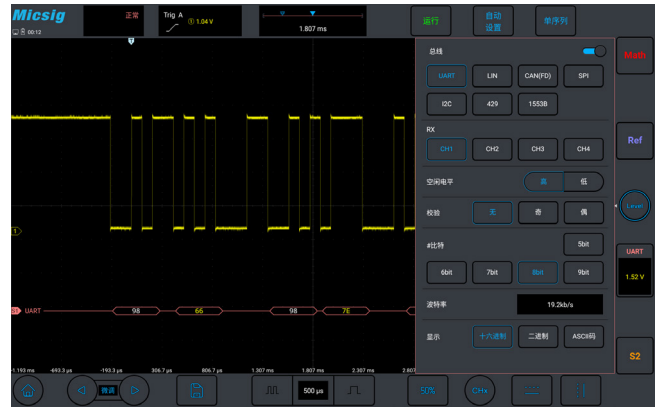 Micsig
正常
Trig A
① 1.04 V
1.807 ms
运行
自动
设置
单序列
00:12
总线
UART
LIN
CAN(FD)
SPI
I2C
429
1553B
Math
RX
CH1
CH2
CH3
CH4
Ref
空闲电平
高
低
Level
校验
无
奇
偶
#比特
5bit
6bit
7bit
8bit
9bit
UART
1.52 V
波特率
19.2kb/s
S1 UART
98
66
98
7E
显示
十六进制
二进制
ASCII码
S2
-1.193 ms
-693.3 μs
-193.3 μs
306.7 μs
806.7 μs
1.307 ms
1.807 ms
2.307 ms
2.807
微调
500 μs
50%
CHx